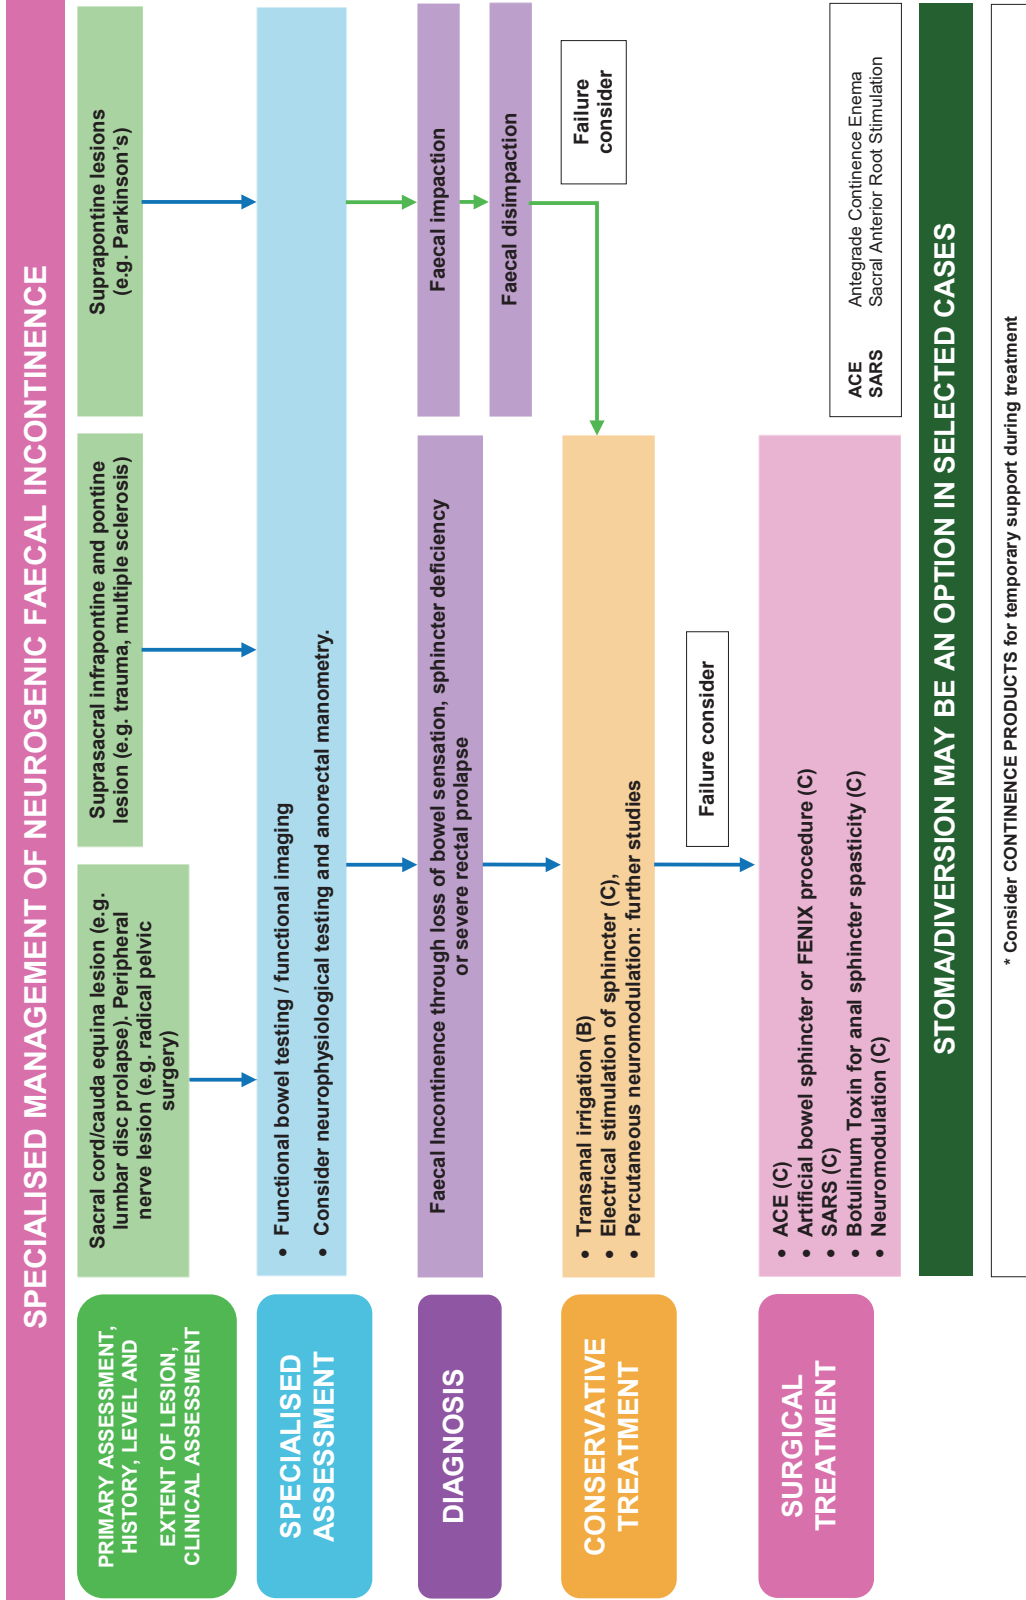 SPECIALISED MANAGEMENT OF NEUROGENIC FAECAL INCONTINENCE
PRIMARY ASSESSMENT,
HISTORY, LEVEL AND
EXTENT OF LESION,
CLINICAL ASSESSMENT
Sacral cord/cauda equina lesion (e.g.
lumbar disc prolapse). Peripheral
nerve lesion (e.g. radical pelvic
surgery)
Suprasacral infrapontine and pontine
lesion (e.g. trauma, multiple sclerosis)
Suprapontine lesions
(e.g. Parkinson's)
SPECIALISED
ASSESSMENT
• Functional bowel testing / functional imaging
• Consider neurophysiological testing and anorectal manometry.
DIAGNOSIS
Faecal Incontinence through loss of bowel sensation, sphincter deficiency
or severe rectal prolapse
Faecal impaction
Faecal disimpaction
CONSERVATIVE
TREATMENT
• Transanal irrigation (B)
• Electrical stimulation of sphincter (C),
• Percutaneous neuromodulation: further studies
Failure
consider
Failure consider
SURGICAL
TREATMENT
• ACE (C)
• Artificial bowel sphincter or FENIX procedure (C)
• SARS (C)
• Botulinum Toxin for anal sphincter spasticity (C)
• Neuromodulation (C)
ACE Antegrade Continence Enema
SARS Sacral Anterior Root Stimulation
STOMA/DIVERSION MAY BE AN OPTION IN SELECTED CASES
* Consider CONTINENCE PRODUCTS for temporary support during treatment